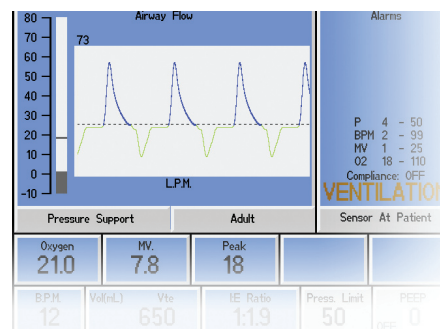 80
Airway Flow
Alarms
70
73
60
50
40
30
20
10
0
-10
L.P.M.
P 4 - 50
BPM 2 - 99
MV 1 - 25
O2 18 - 110
Compliance: OFF
VENTILATION
Pressure Support
Adult
Sensor At Patient
Oxygen
21.0
MV.
7.8
Peak
18
B.P.M.
12
Vol(mL) Vte
650
I:E Ratio
1:1.9
Press. Limit
50
PEEP
OFF 0